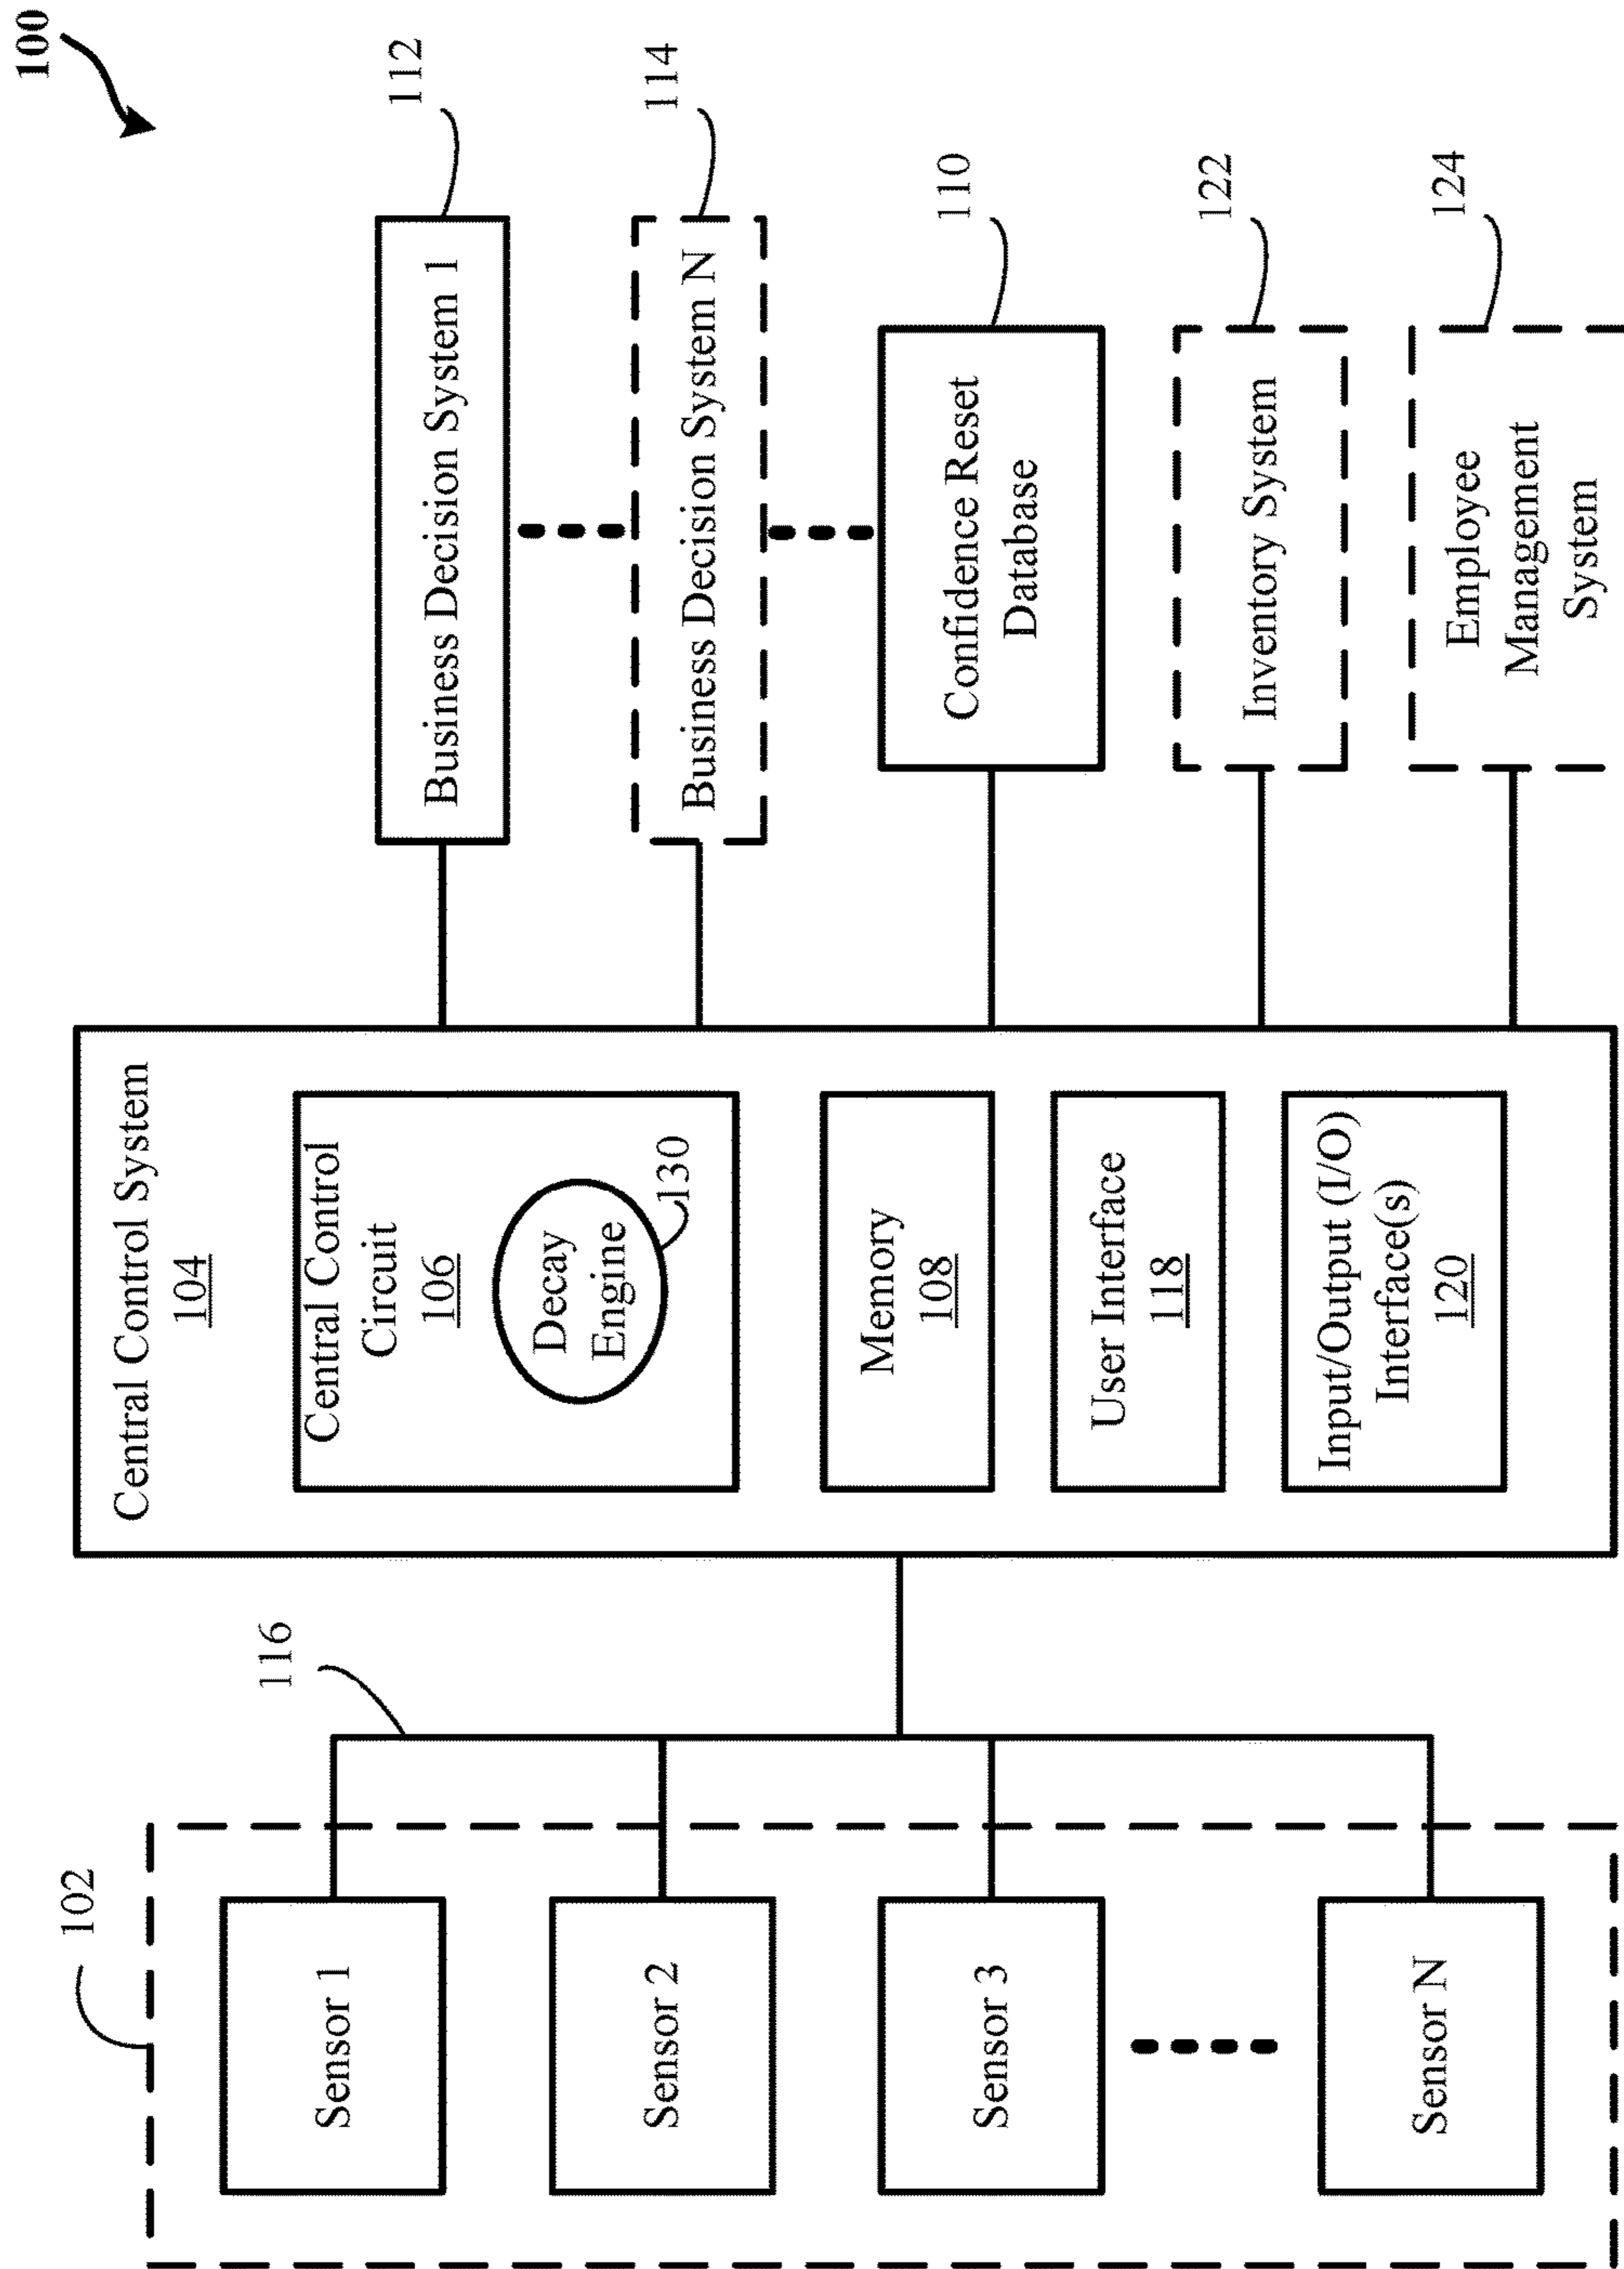 100
102
Sensor 1
Sensor 2
Sensor 3
Sensor N
116
Central Control System
104
Central Control
Circuit
106
Decay
Engine
130
Memory
108
User Interface
118
Input/Output (I/O)
Interface(s)
120
Business Decision System 1
112
Business Decision System N
114
Confidence Reset
Database
110
Inventory System
122
Employee
Management
System
124